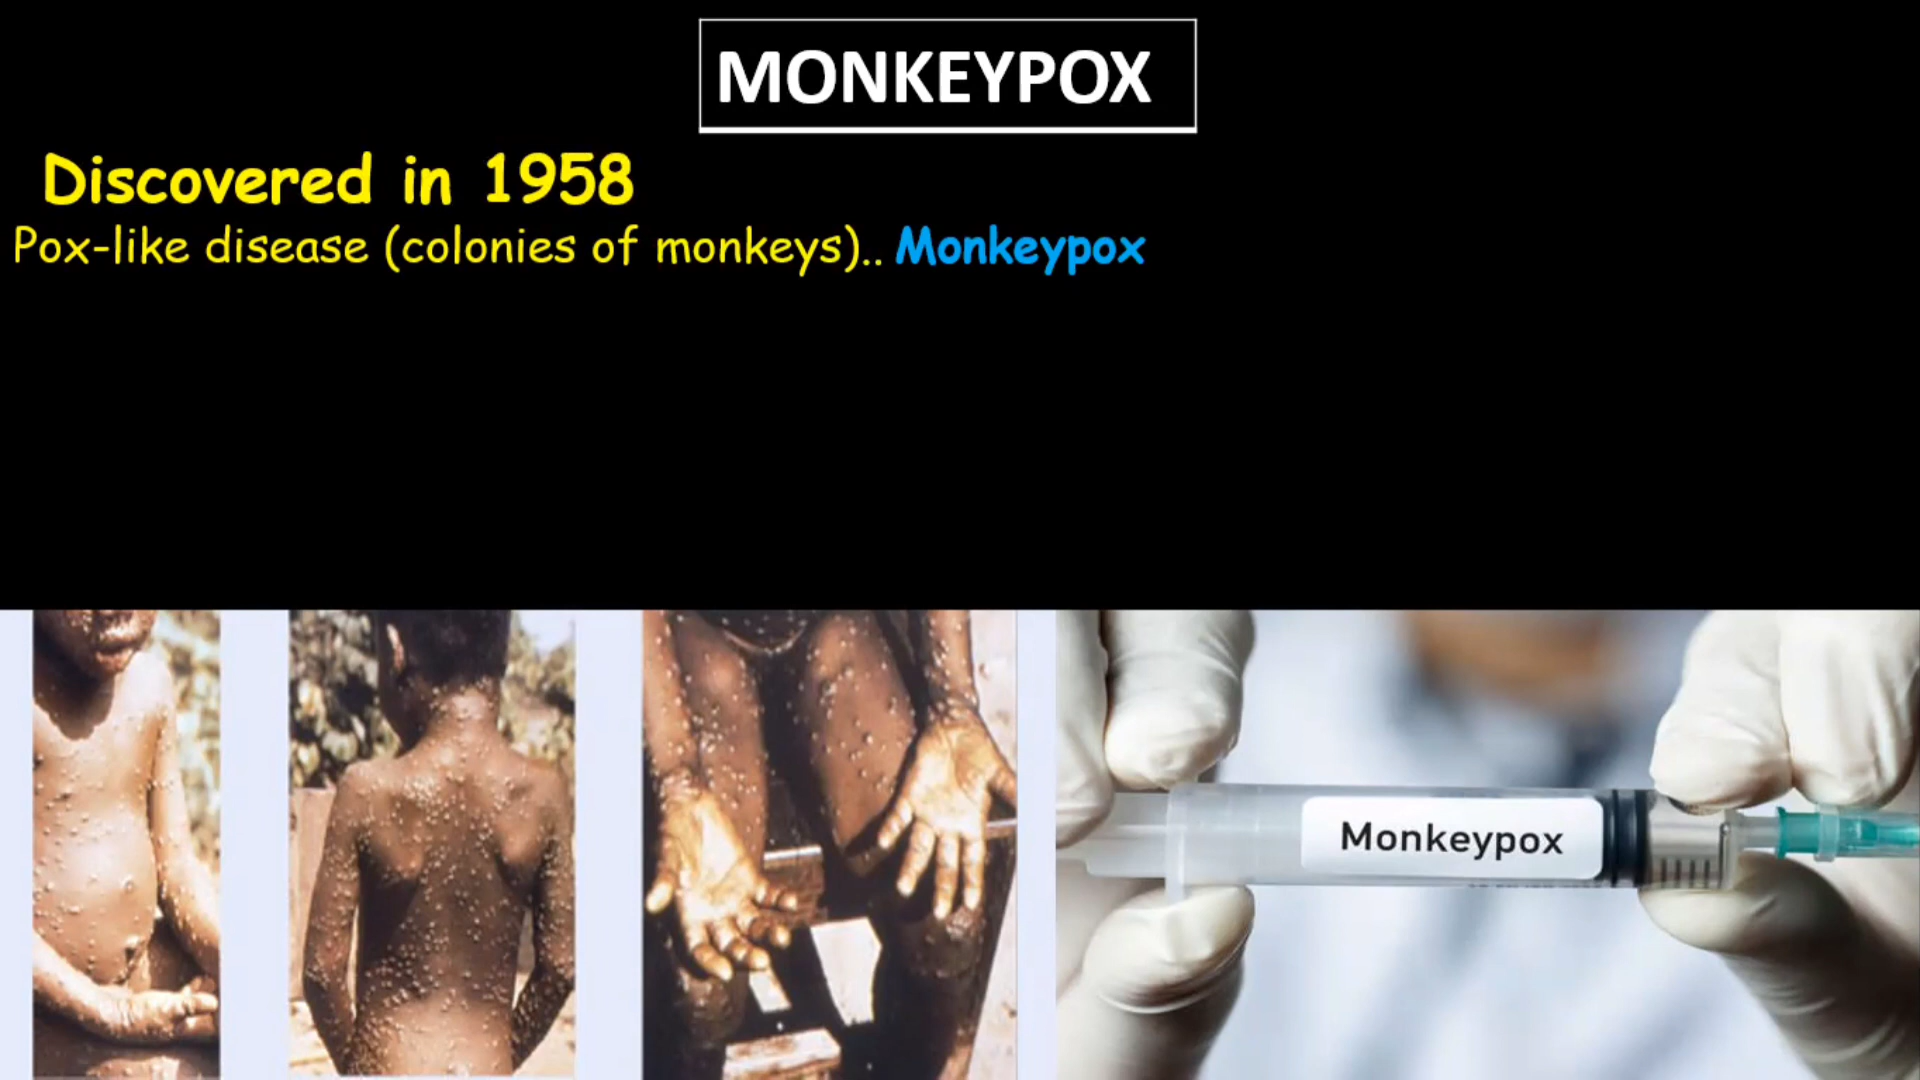 MONKEYPOX
Discovered in 1958
Pox-like disease (colonies of monkeys).. Monkeypox
Monkeypox